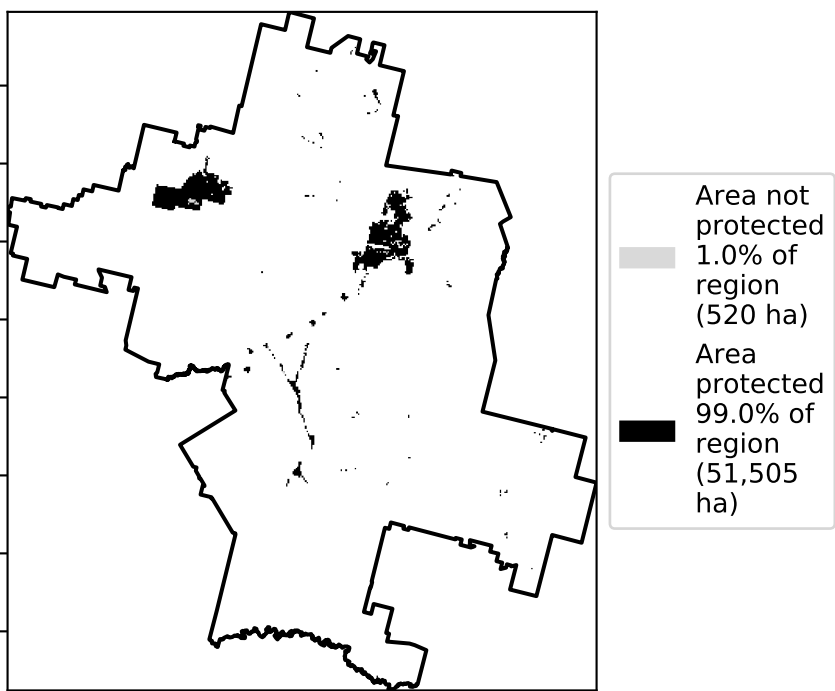 Area not
protected
1.0% of
region
(520 ha)
Area
protected
99.0% of
region
(51,505
ha)